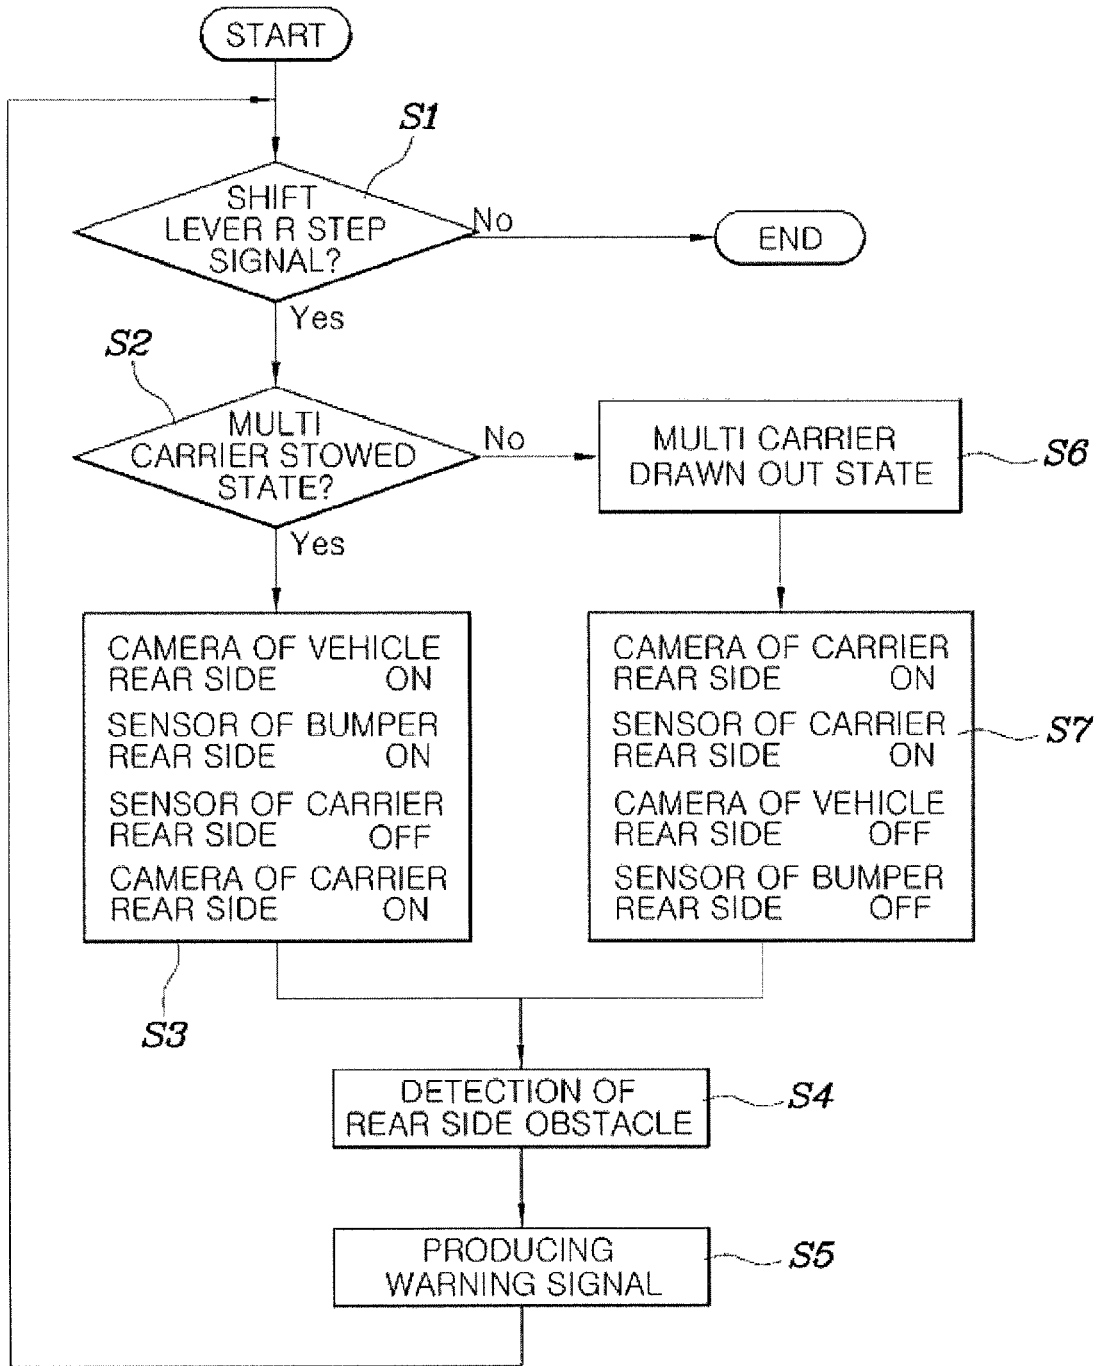 START
S1
SHIFT
LEVER R STEP
SIGNAL?
No
END
Yes
S2
MULTI
CARRIER STOWED
STATE?
No
MULTI CARRIER
DRAWN OUT STATE
S6
Yes
CAMERA OF VEHICLE
REAR SIDE ON
SENSOR OF BUMPER
REAR SIDE ON
SENSOR OF CARRIER
REAR SIDE OFF
CAMERA OF CARRIER
REAR SIDE ON
S3
CAMERA OF CARRIER
REAR SIDE ON
SENSOR OF CARRIER
REAR SIDE ON
CAMERA OF VEHICLE
REAR SIDE OFF
SENSOR OF BUMPER
REAR SIDE OFF
S7
DETECTION OF
REAR SIDE OBSTACLE
S4
PRODUCING
WARNING SIGNAL
S5